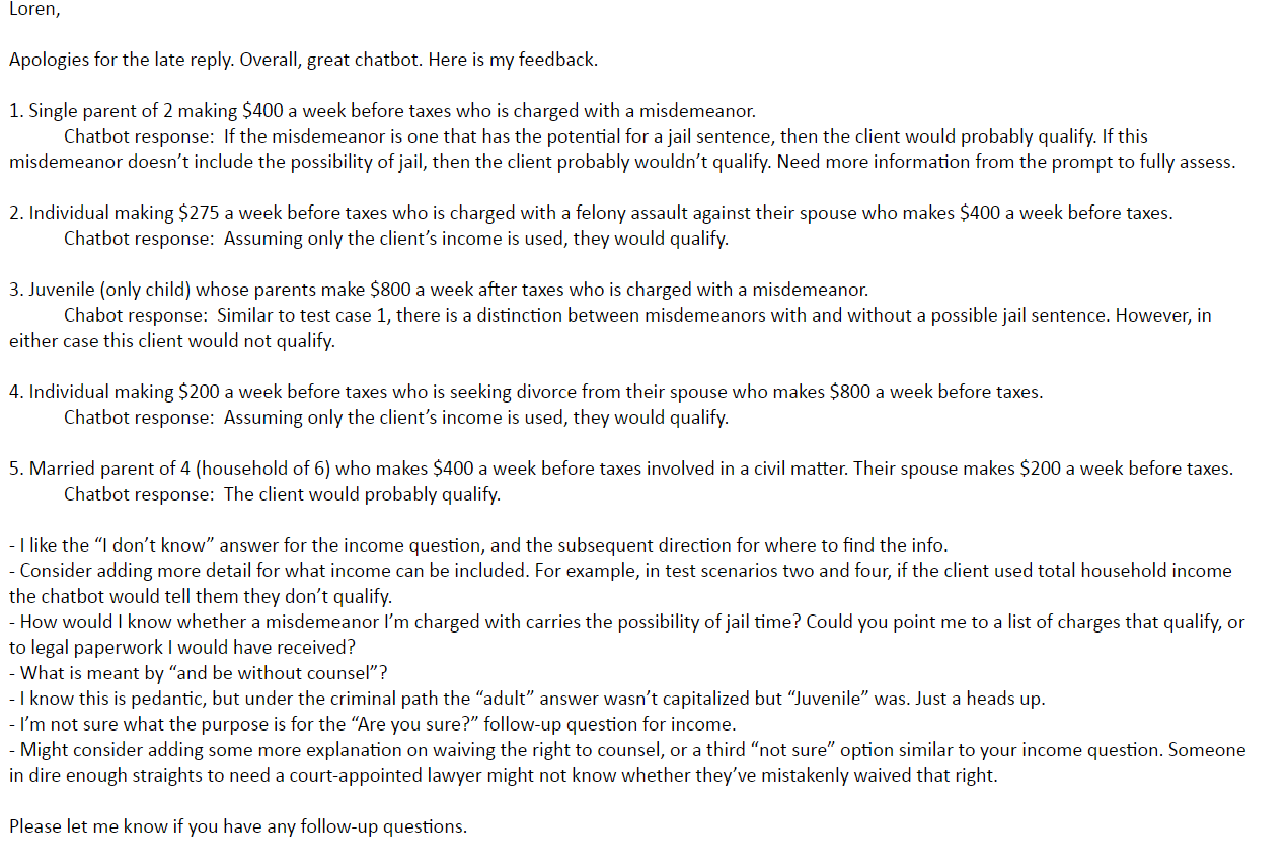 Loren,
Apologies for the late reply. Overall, great chatbot. Here is my feedback.
1. Single parent of 2 making $400 a week before taxes who is charged with a misdemeanor.
Chatbot response:  If the misdemeanor is one that has the potential for a jail sentence, then the client would probably qualify. If this
misdemeanor doesn’t include the possibility of jail, then the client probably wouldn’t qualify. Need more information from the prompt to fully assess.
2. Individual making $275 a week before taxes who is charged with a felony assault against their spouse who makes $400 a week before taxes.
Chatbot response:  Assuming only the client’s income is used, they would qualify.
3. Juvenile (only child) whose parents make $800 a week after taxes who is charged with a misdemeanor.
Chabot response:  Similar to test case 1, there is a distinction between misdemeanors with and without a possible jail sentence. However, in
either case this client would not qualify.
4. Individual making $200 a week before taxes who is seeking divorce from their spouse who makes $800 a week before taxes.
Chatbot response:  Assuming only the client’s income is used, they would qualify.
5. Married parent of 4 (household of 6) who makes $400 a week before taxes involved in a civil matter. Their spouse makes $200 a week before taxes.
Chatbot response:  The client would probably qualify.
- I like the “I don’t know” answer for the income question, and the subsequent direction for where to find the info.
- Consider adding more detail for what income can be included. For example, in test scenarios two and four, if the client used total household income
the chatbot would tell them they don’t qualify.
- How would I know whether a misdemeanor I’m charged with carries the possibility of jail time? Could you point me to a list of charges that qualify, or
to legal paperwork I would have received?
- What is meant by “and be without counsel”?
- I know this is pedantic, but under the criminal path the “adult” answer wasn’t capitalized but “Juvenile” was. Just a heads up.
- I’m not sure what the purpose is for the “Are you sure?” follow-up question for income.
- Might consider adding some more explanation on waiving the right to counsel, or a third “not sure” option similar to your income question. Someone
in dire enough straights to need a court-appointed lawyer might not know whether they’ve mistakenly waived that right.
Please let me know if you have any follow-up questions.